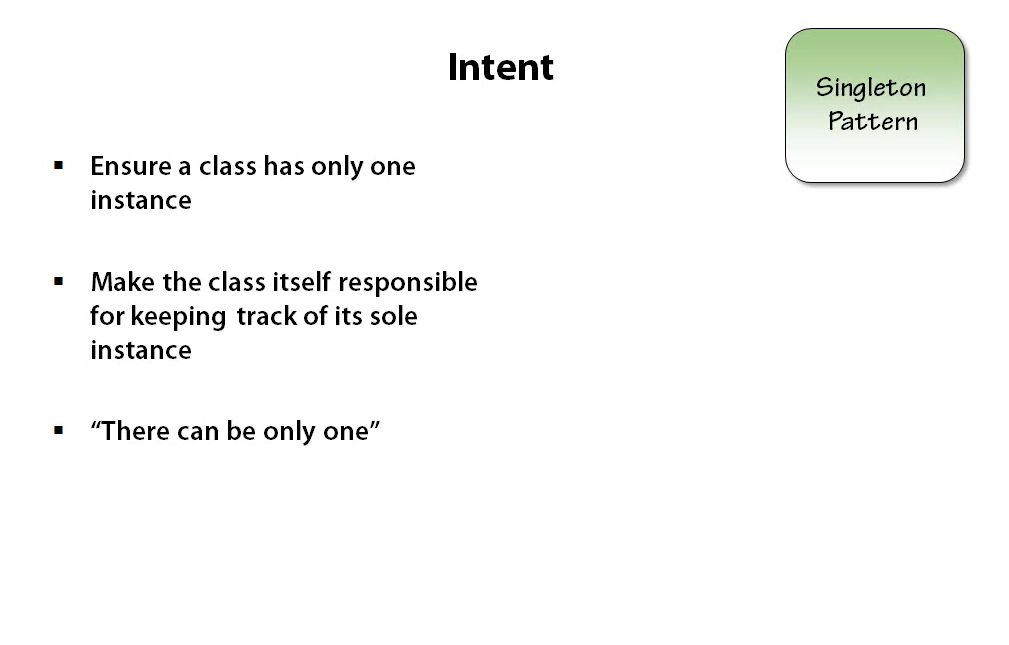 Intent
Singleton
Pattern
▪ Ensure a class has only one
instance
▪ Make the class itself responsible
for keeping track of its sole
instance
▪ “There can be only one”